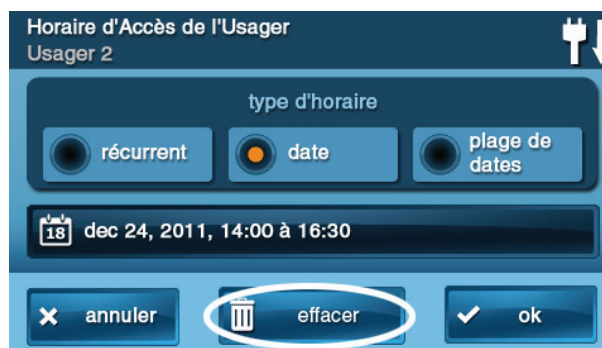 Horaire d'Accès de l'Usager
Usager 2
type d'horaire
récurrent
date
plage de
dates
18 dec 24, 2011, 14:00 à 16:30
annuler
effacer
ok